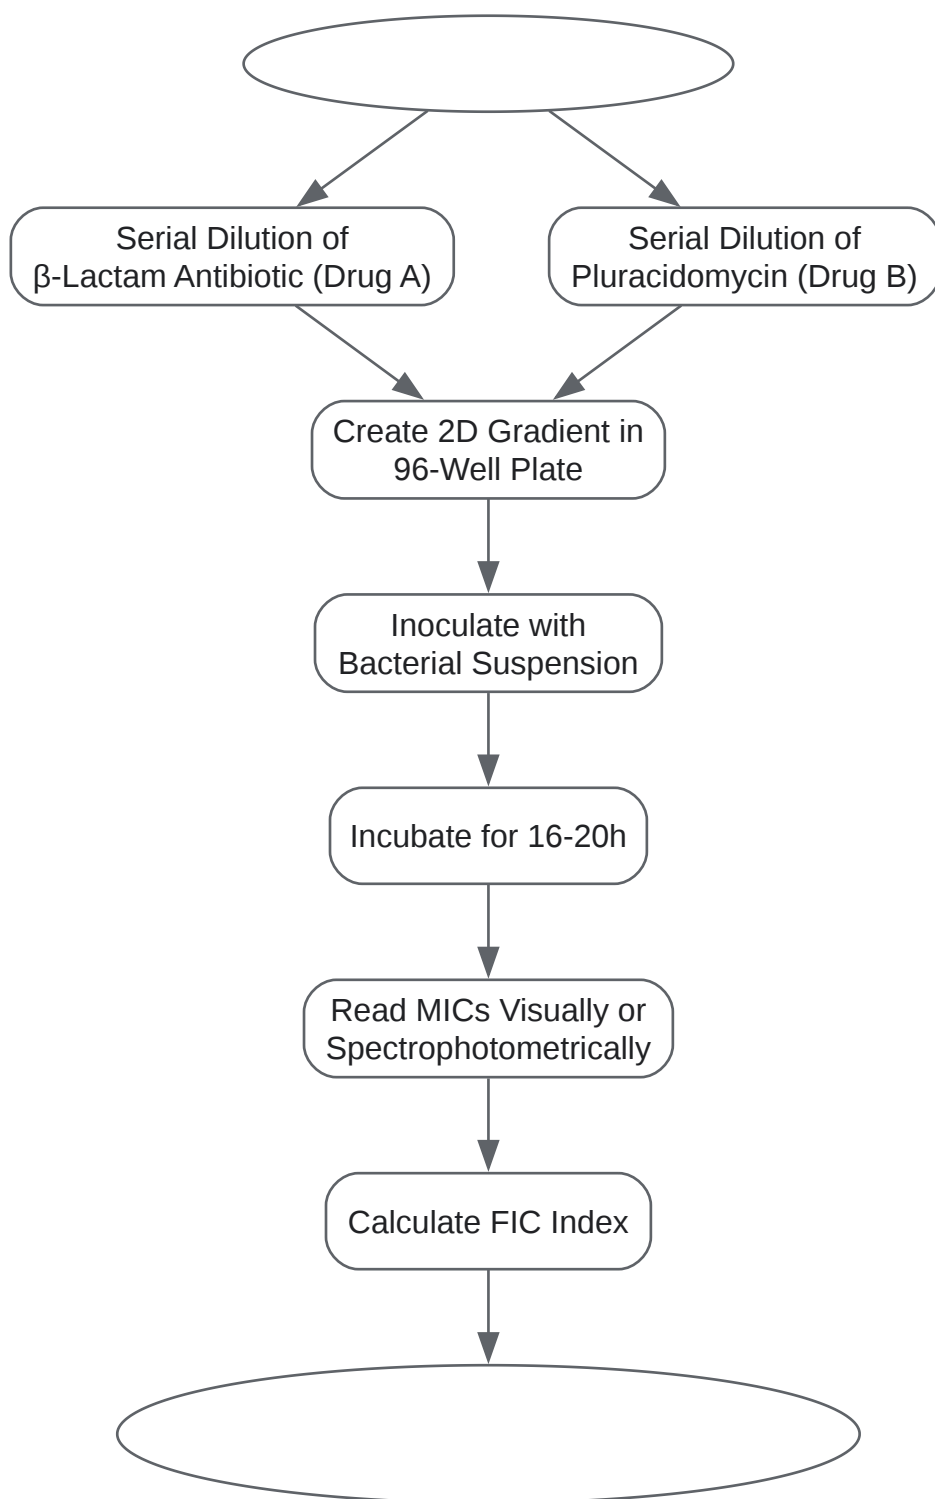 Serial Dilution of
β-Lactam Antibiotic (Drug A)
Serial Dilution of
Pluracidomycin (Drug B)
Create 2D Gradient in
96-Well Plate
Inoculate with
Bacterial Suspension
Incubate for 16-20h
Read MICs Visually or
Spectrophotometrically
Calculate FIC Index